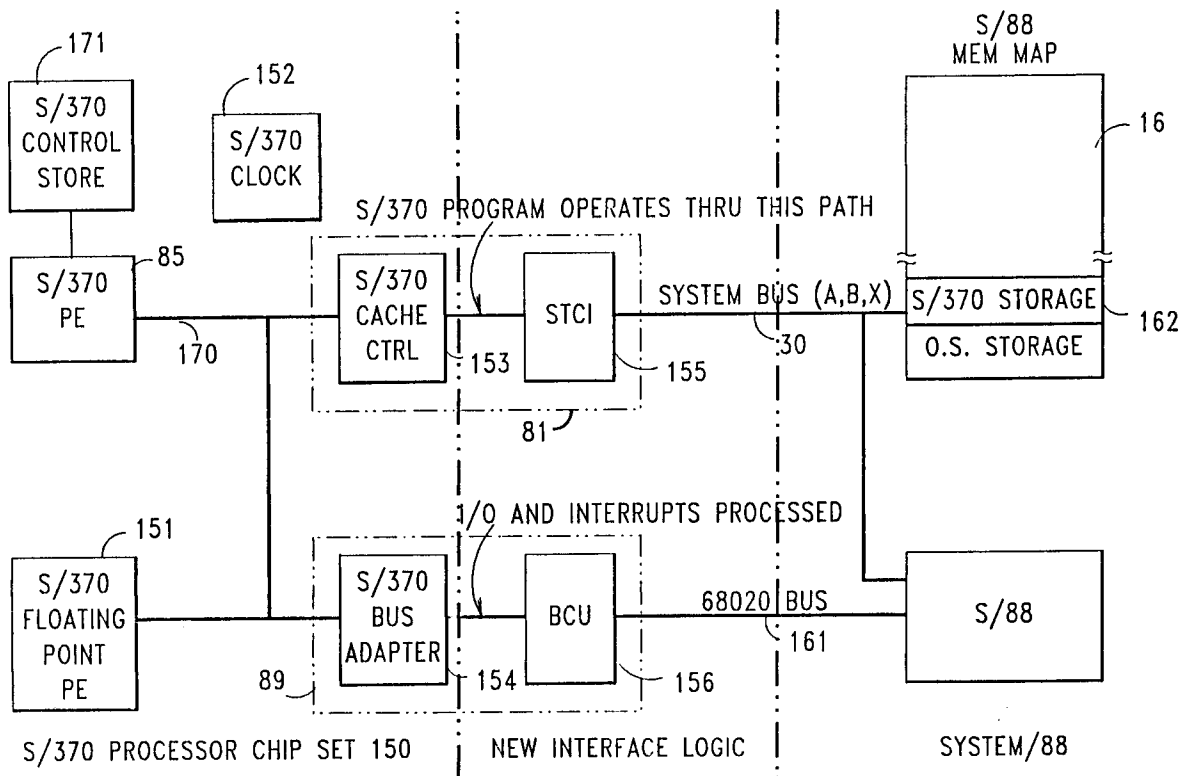 S/88
MEM MAP
171
152
S/370
CONTROL
STORE
S/370
CLOCK
16
S/370 PROGRAM OPERATES THRU THIS PATH
85
S/370
PE
170
S/370
CACHE
CTRL
153
STCI
155
SYSTEM BUS (A,B,X)
30
S/370 STORAGE
162
O.S. STORAGE
81
I/O AND INTERRUPTS PROCESSED
151
S/370
FLOATING
POINT
PE
S/370
BUS
ADAPTER
154
89
BCU
156
68020 BUS
161
S/88
S/370 PROCESSOR CHIP SET 150
NEW INTERFACE LOGIC
SYSTEM/88